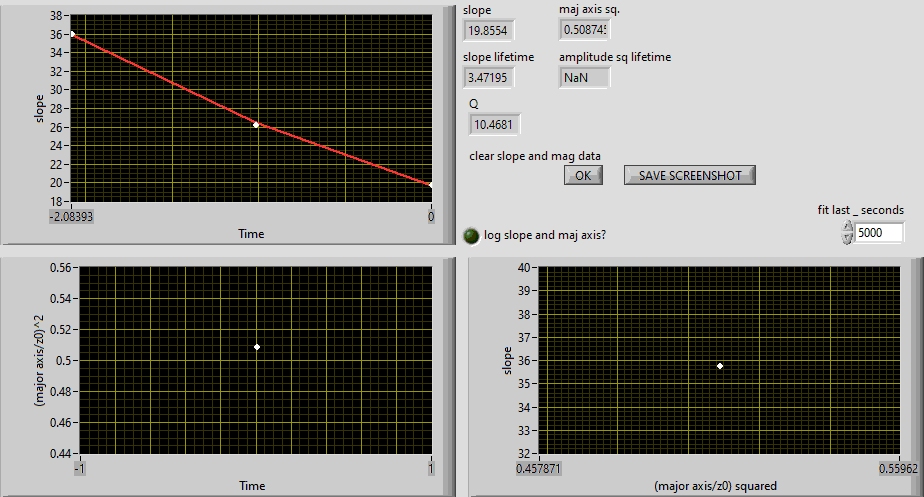 38
36
34
32
30
28
26
24
22
20
18
slope
-2.08393
0
Time
slope
19.8554
maj axis sq.
0.50874
slope lifetime
3.47195
amplitude sq lifetime
NaN
Q
10.4681
clear slope and mag data
OK
SAVE SCREENSHOT
fit last _ seconds
5000
log slope and maj axis?
0.56
0.54
0.52
0.5
0.48
0.46
0.44
(major axis/z0)^2
-1
1
Time
40
39
38
37
36
35
34
33
32
slope
0.457871
0.55962
(major axis/z0) squared